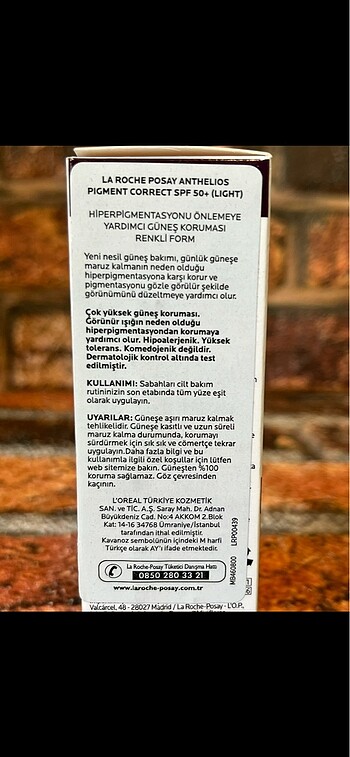 LA ROCHE POSAY ANTHELIOS
PIGMENT CORRECT SPF 50+ (LIGHT)
HİPERPİGMENTASYONU ÖNLEMEYE
YARDIMCI GÜNEŞ KORUMASI
RENKLİ FORM
Yeni nesil güneş bakımı, günlük güneşe
maruz kalmanın neden olduğu
hiperpigmentasyona karşı korur ve
pigmentasyonu gözle görülür şekilde
görünümünü düzeltmeye yardımcı olur.
Çok yüksek güneş koruması.
Görünür ışığın neden olduğu
hiperpigmentasyondan korumaya
yardımcı olur. Hipoalerjenik. Yüksek
tolerans. Komedojenik değildir.
Dermatolojik kontrol altında test
edilmiştir.
KULLANIMI: Sabahları cilt bakım
rutininizin son etabında tüm yüze eşit
olarak uygulayın.
UYARILAR: Güneşe aşırı maruz kalmak
tehlikelidir. Güneşe kasıtlı ve uzun süreli
maruz kalma durumunda, korumayı
sürdürmek için sık sık ve cömertçe tekrar
uygulayın.Daha fazla bilgi ve bu
kullanımla ilgili özel koşullar için lütfen
web sitemize bakın. Güneşten %100
koruma sağlamaz. Göz çevresinden
kaçının.
L'OREAL TÜRKİYE KOZMETİK
SAN. ve TİC. A.Ş. Saray Mah. Dr. Adnan
Büyükdeniz Cad. No:4 AKKOM 2.Blok
Kat: 14-16 34768 Ümraniye/İstanbul
tarafından ithal edilmiştir.
Kavanoz sembolünün içindeki M harfi
Türkçe olarak AY'ı ifade etmektedir.
La Roche-Posay Tüketici Danışma Hattı
0850 280 33 21
www.laroche-posay.com.tr
MB460800 LRP00439
Valcárcel, 48 - 28027 Madrid / La Roche-Posay - L'O.P.